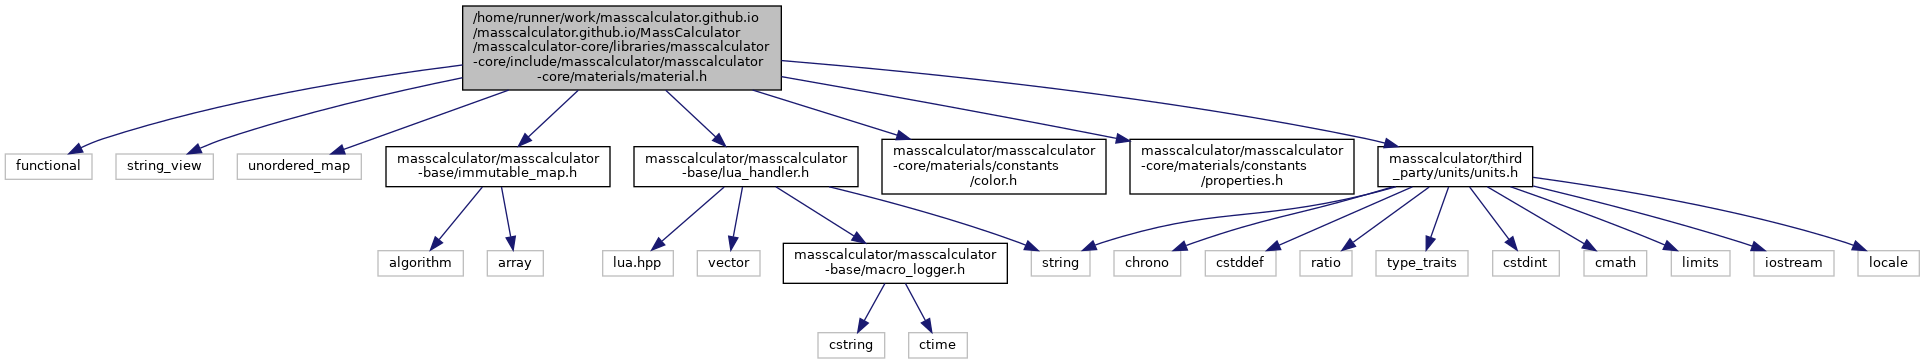 /home/runner/work/masscalculator.github.io
/masscalculator.github.io/MassCalculator
/masscalculator-core/libraries/masscalculator
-core/include/masscalculator/masscalculator
-core/materials/material.h
functional
string_view
unordered_map
masscalculator/masscalculator
-base/immutable_map.h
masscalculator/masscalculator
-base/lua_handler.h
masscalculator/masscalculator
-core/materials/constants
/color.h
masscalculator/masscalculator
-core/materials/constants
/properties.h
masscalculator/third
_party/units/units.h
algorithm
array
lua.hpp
vector
masscalculator/masscalculator
-base/macro_logger.h
string
chrono
cstddef
ratio
type_traits
cstdint
cmath
limits
iostream
locale
cstring
ctime